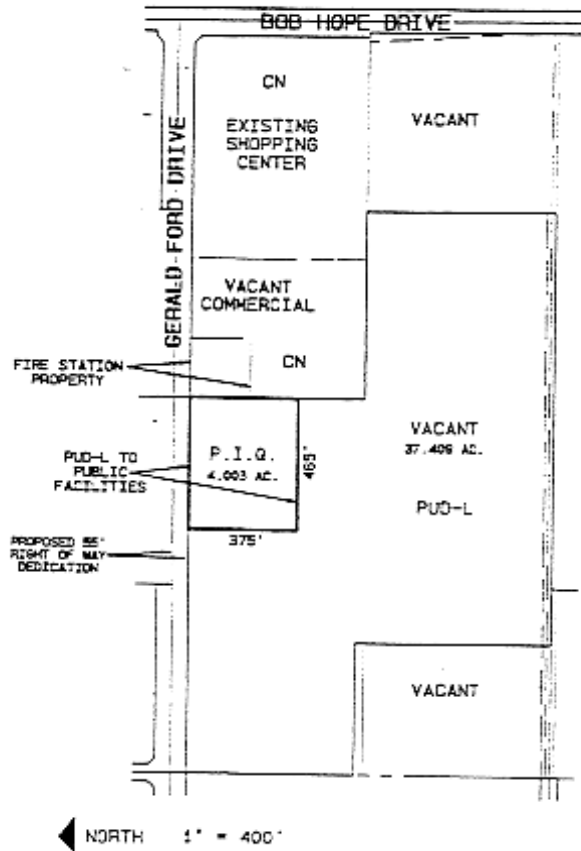 BOB HOPE DRIVE
CN
EXISTING
SHOPPING
CENTER
VACANT
GERALD FORD DRIVE
VACANT
COMMERCIAL
FIRE STATION
PROPERTY
CN
P.I.Q.
4.003 AC.
465'
375'
PUD-L TO
PUBLIC
FACILITIES
VACANT
37.409 AC.
PUD-L
PROPOSED 55'
RIGHT OF WAY
DEDICATION
VACANT
NORTH 1" = 400'